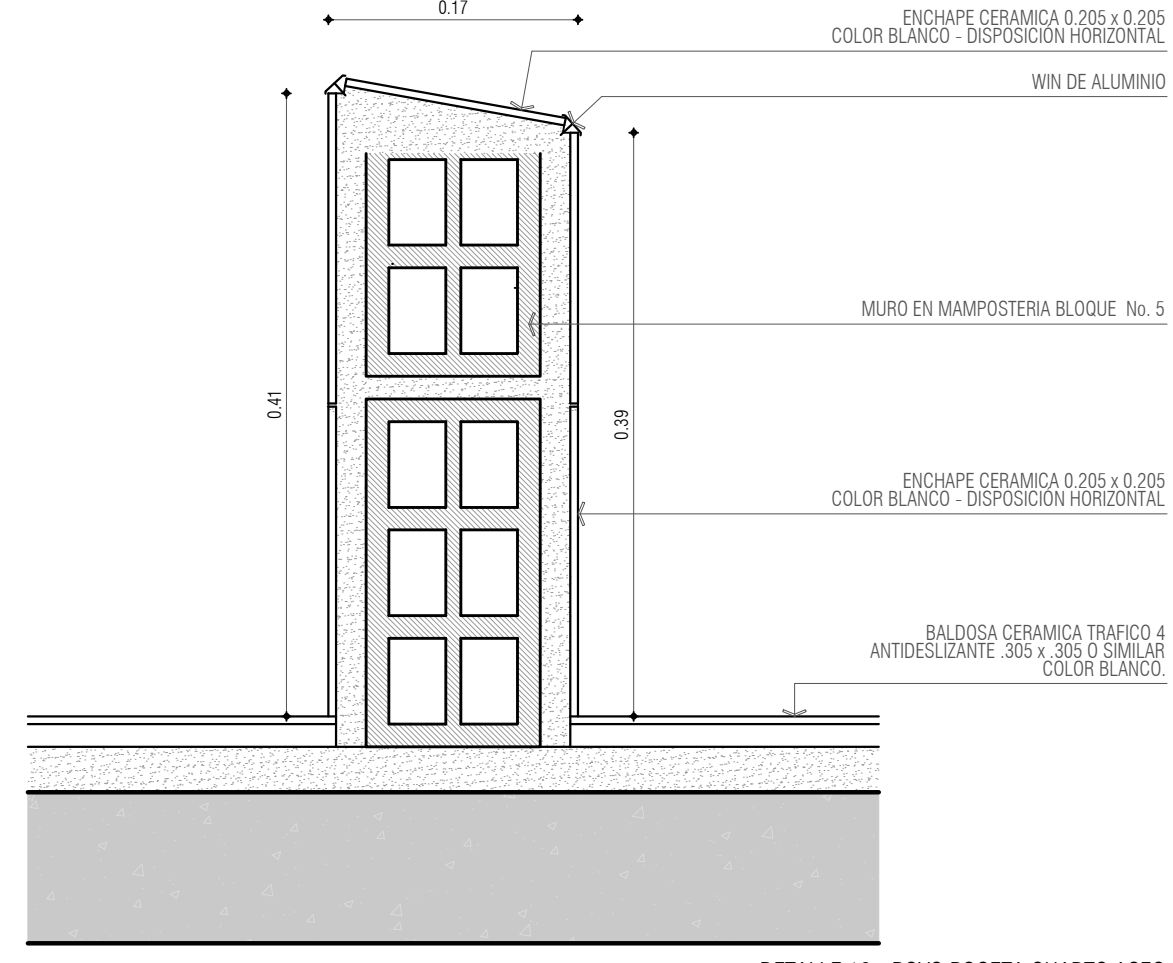 0.17
ENCHAPE CERAMICA 0.205 x 0.205
COLOR BLANCO - DISPOSICIÓN HORIZONTAL
WIN DE ALUMINIO
MURO EN MAMPOSTERIA BLOQUE No. 5
0.41
0.39
ENCHAPE CERAMICA 0.205 x 0.205
COLOR BLANCO - DISPOSICIÓN HORIZONTAL
BALDOSA CERAMICA TRAFICO 4
ANTIDESLIZANTE .305 x .305 O SIMILAR
COLOR BLANCO.